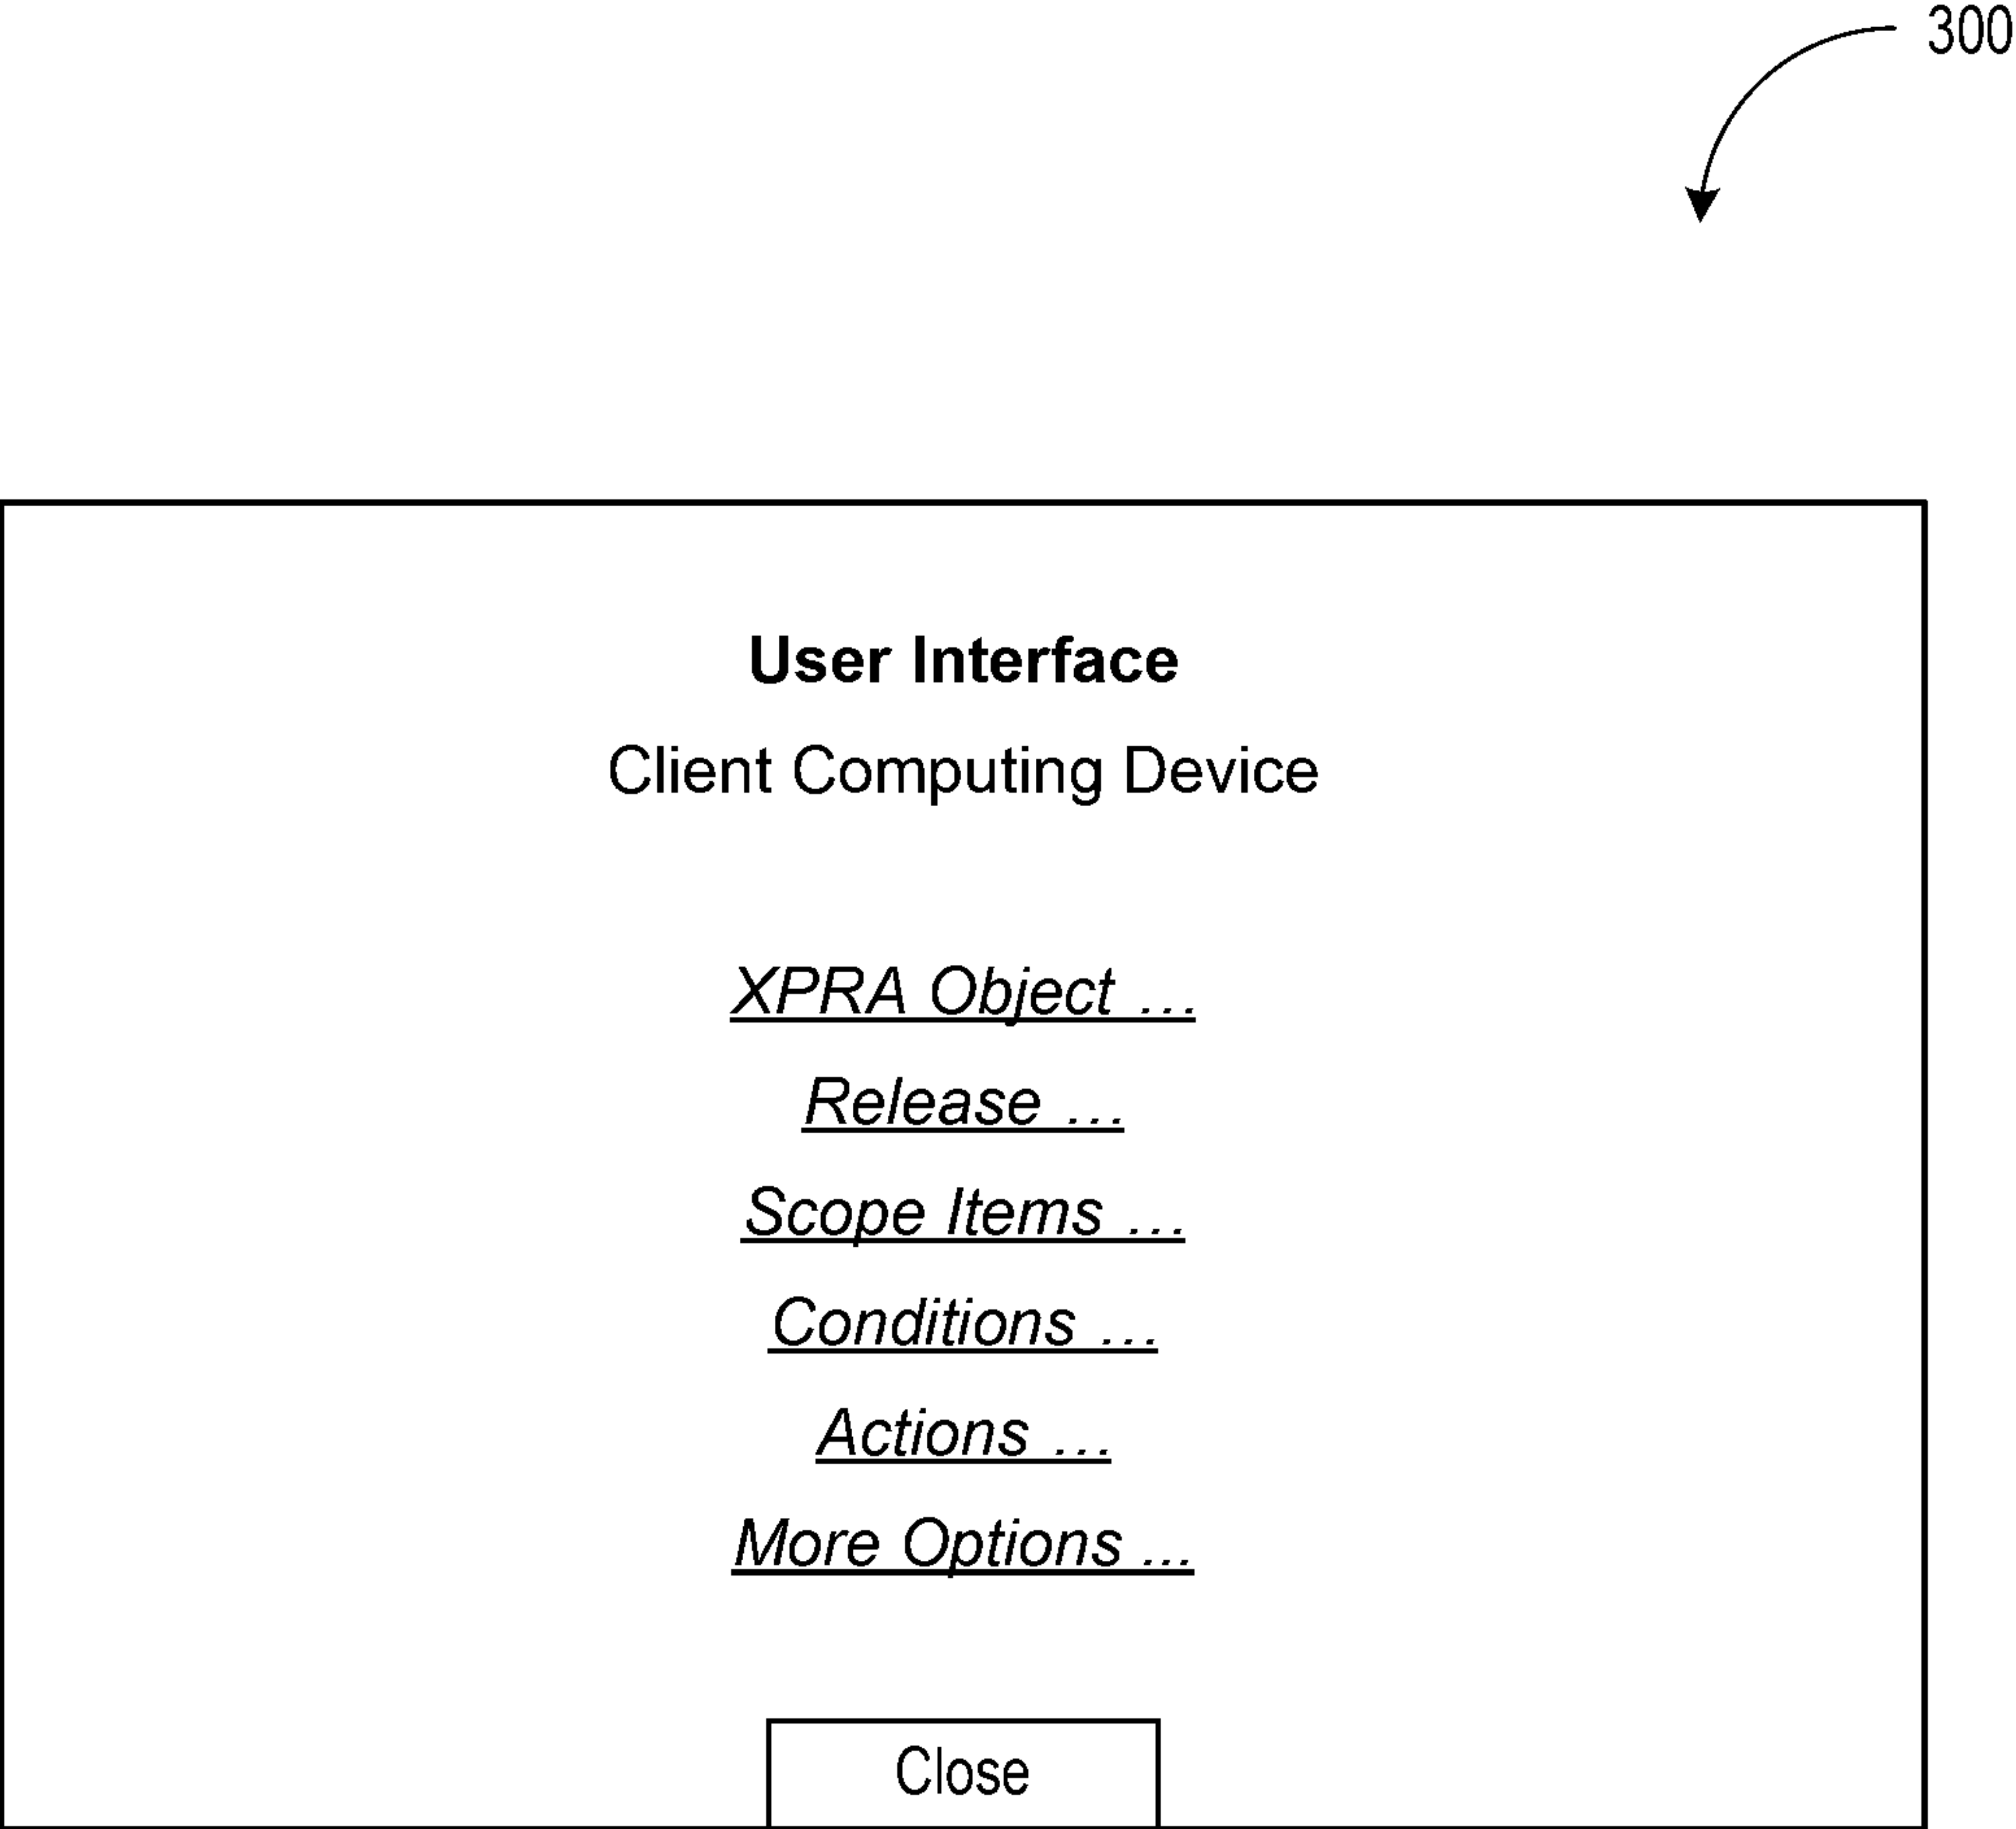 300
User Interface
Client Computing Device
XPRA Object ...
Release ...
Scope Items ...
Conditions ...
Actions ...
More Options ...
Close